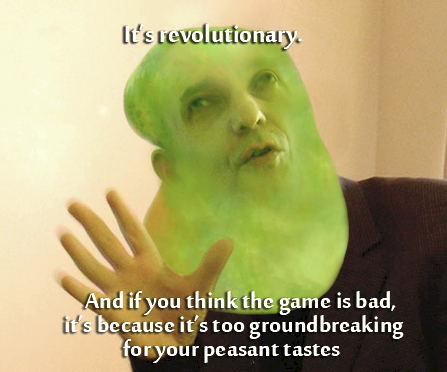 It's revolutionary.
And if you think the game is bad,
it's because it's too groundbreaking
for your peasant tastes